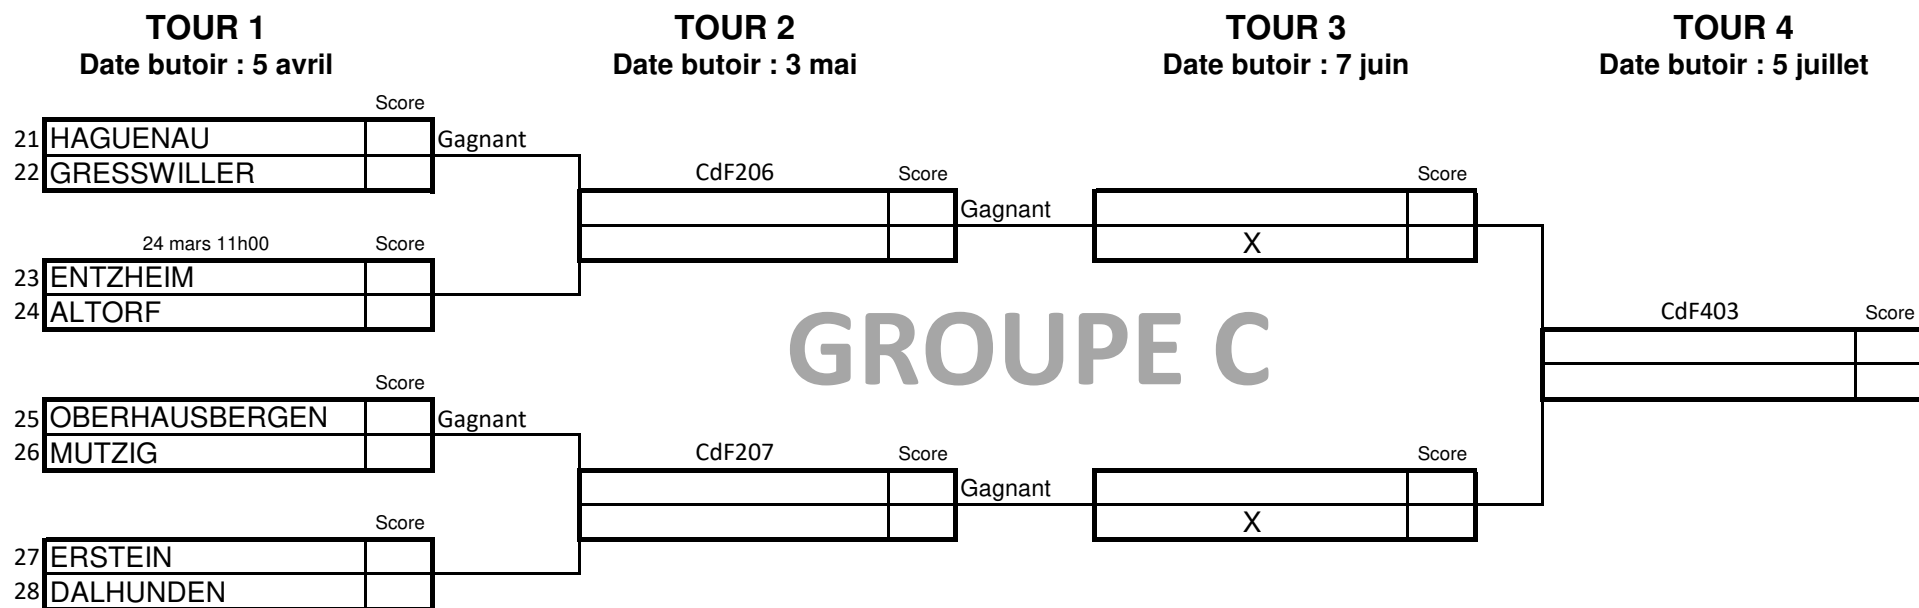 TOUR 1
Date butoir : 5 avril
TOUR 2
Date butoir : 3 mai
TOUR 3
Date butoir : 7 juin
TOUR 4
Date butoir : 5 juillet
Score
21 HAGUENAU Gagnant
22 GRESSWILLER
CdF206 Score
Gagnant
Score
X
24 mars 11h00 Score
23 ENTZHEIM
24 ALTORF
GROUPE C
CdF403 Score
Score
25 OBERHAUSBERGEN Gagnant
26 MUTZIG
CdF207 Score
Gagnant
Score
X
Score
27 ERSTEIN
28 DALHUNDEN